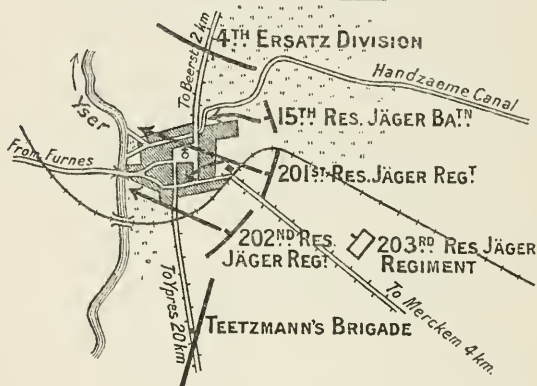 4TH ERSATZ DIVISION
To Beerst 2 km
Handzaeme Canal
Yser
15TH RES. JÄGER BATN
From Furnes
201ST RES. JÄGER REGT
202ND RES.
JÄGER REGT
203RD RES JÄGER
REGIMENT
To Ypres 20 km
To Merckem 4 km.
TEETZMANN'S BRIGADE